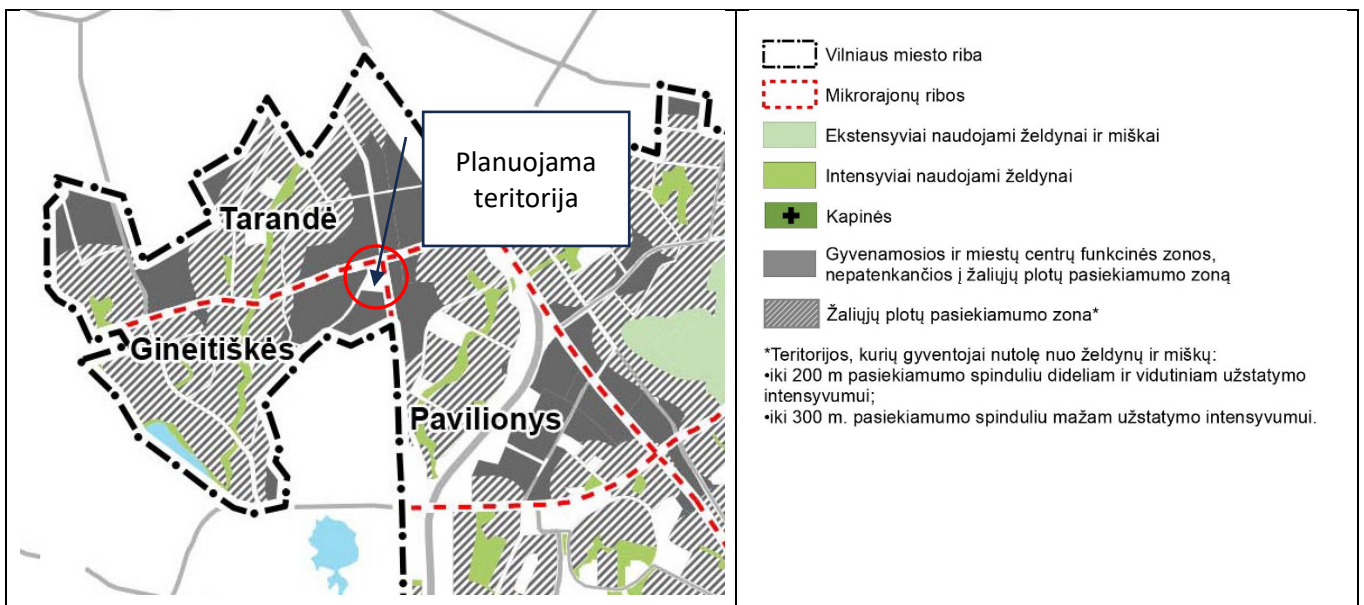 Planuojama
teritorija
Tarandė
Gineitiškės
Pavilionys
Vilniaus miesto riba
Mikrorajonų ribos
Ekstensyviai naudojami želdynai ir miškai
Intensyviai naudojami želdynai
Kapinės
Gyvenamosios ir miestų centrų funkcinės zonos,
nepatenkančios į žaliųjų plotų pasiekiamumo zoną
Žaliųjų plotų pasiekiamumo zona*
*Teritorijos, kurių gyventojai nutolę nuo želdynų ir miškų:
•iki 200 m pasiekiamumo spinduliu dideliam ir vidutiniam užstatymo
intensyvumui;
•iki 300 m. pasiekiamumo spinduliu mažam užstatymo intensyvumui.